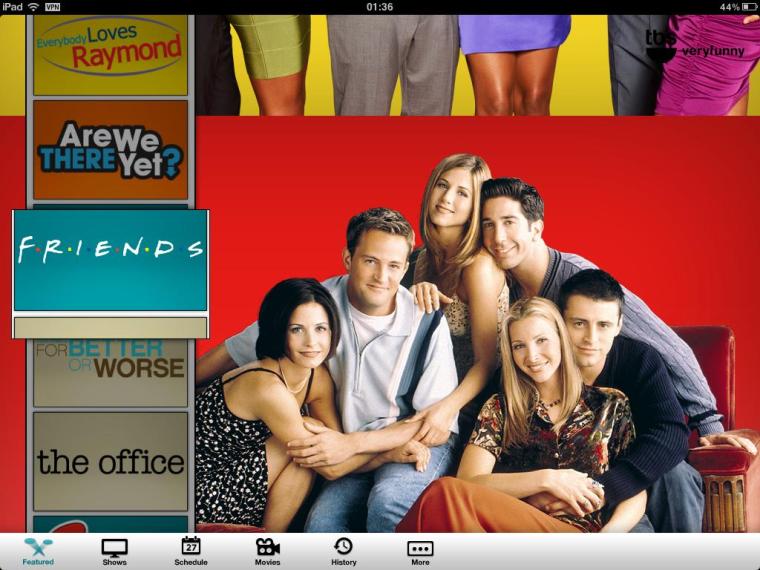 iPad VPN 01:36 44%
Everybody Loves
Raymond
tbs
veryfunny
Are We
THERE Yet?
F·R·I·E·N·D·S
FOR BETTER
OR WORSE
the office
27
Featured Shows Schedule Movies History More